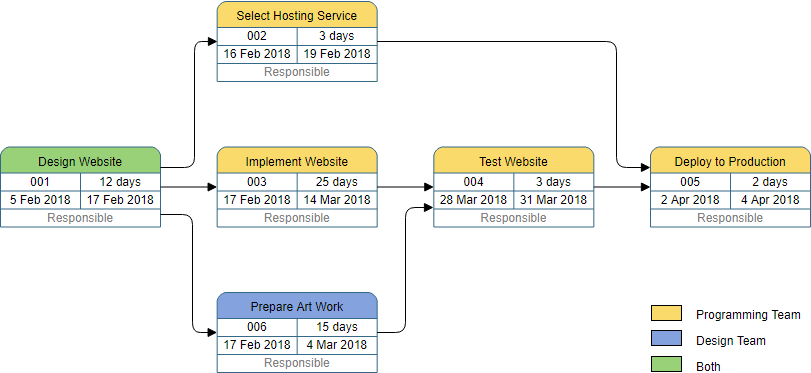 Select Hosting Service
002 3 days
16 Feb 2018 19 Feb 2018
Responsible
Design Website
001 12 days
5 Feb 2018 17 Feb 2018
Responsible
Implement Website
003 25 days
17 Feb 2018 14 Mar 2018
Responsible
Test Website
004 3 days
28 Mar 2018 31 Mar 2018
Responsible
Deploy to Production
005 2 days
2 Apr 2018 4 Apr 2018
Responsible
Prepare Art Work
006 15 days
17 Feb 2018 4 Mar 2018
Responsible
Programming Team
Design Team
Both